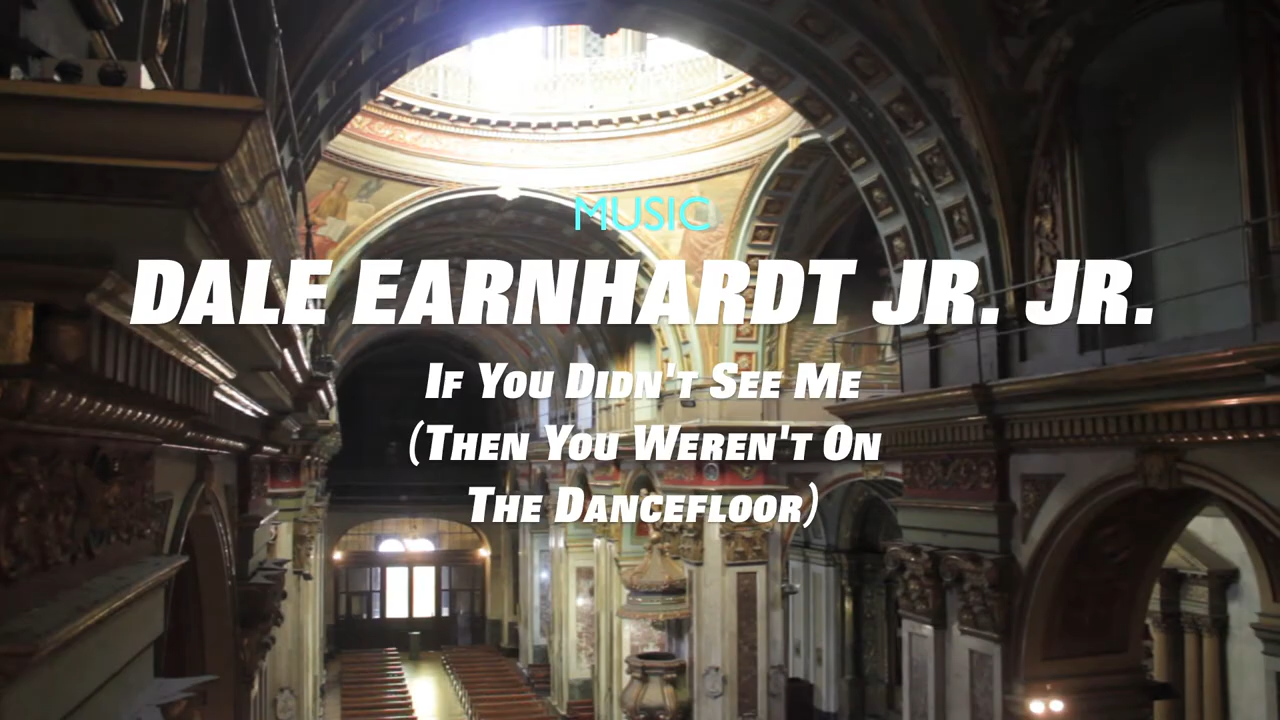 MUSIC
DALE EARNHARDT JR. JR.
If You Didn't See Me
(Then You Weren't On
The Dancefloor)